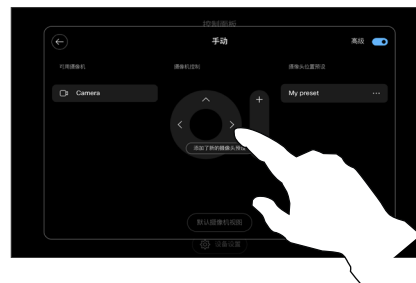 控制面板
手动
高级
可用摄像机
摄像机控制
摄像头位置预设
Camera
My preset
添加了新的摄像头预设
默认摄像机视图
设备设置